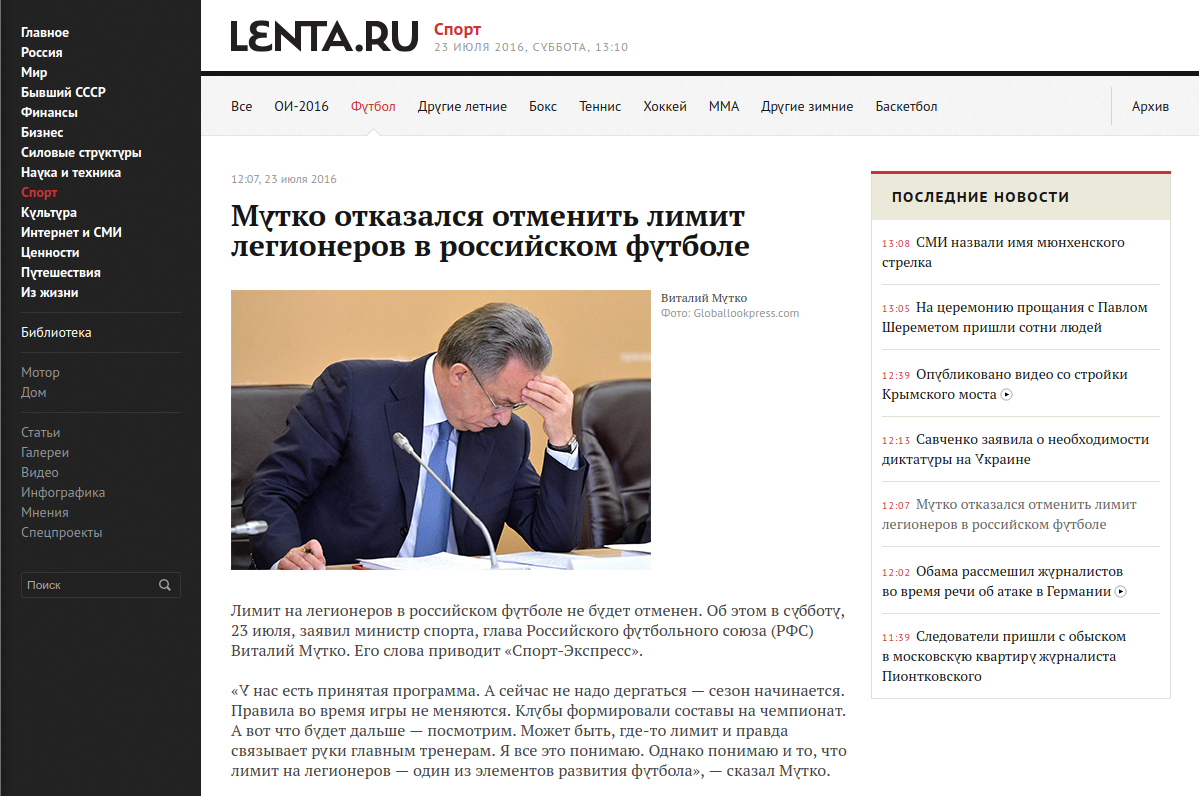 Главное
Россия
Мир
Бывший СССР
Финансы
Бизнес
Силовые структуры
Наука и техника
Спорт
Культура
Интернет и СМИ
Ценности
Путешествия
Из жизни
Библиотека
Мотор
Дом
Статьи
Галереи
Видео
Инфографика
Мнения
Спецпроекты
Поиск
LENTA.RU
Спорт
23 ИЮЛЯ 2016, СУББОТА, 13:10
Все ОИ-2016 Футбол Другие летние Бокс Теннис Хоккей ММА Другие зимние Баскетбол Архив
12:07, 23 июля 2016
Мутко отказался отменить лимит
легионеров в российском футболе
Виталий Мутко
Фото: Globallookpress.com
Лимит на легионеров в российском футболе не будет отменен. Об этом в субботу,
23 июля, заявил министр спорта, глава Российского футбольного союза (РФС)
Виталий Мутко. Его слова приводит «Спорт-Экспресс».
«У нас есть принятая программа. А сейчас не надо дергаться — сезон начинается.
Правила во время игры не меняются. Клубы формировали составы на чемпионат.
А вот что будет дальше — посмотрим. Может быть, где-то лимит и правда
связывает руки главным тренерам. Я все это понимаю. Однако понимаю и то, что
лимит на легионеров — один из элементов развития футбола», — сказал Мутко.
ПОСЛЕДНИЕ НОВОСТИ
13:08 СМИ назвали имя мюнхенского
стрелка
13:05 На церемонию прощания с Павлом
Шереметом пришли сотни людей
12:39 Опубликовано видео со стройки
Крымского моста
12:13 Савченко заявила о необходимости
диктатуры на Украине
12:07 Мутко отказался отменить лимит
легионеров в российском футболе
12:02 Обама рассмешил журналистов
во время речи об атаке в Германии
11:39 Следователи пришли с обыском
в московскую квартиру журналиста
Пионтковского